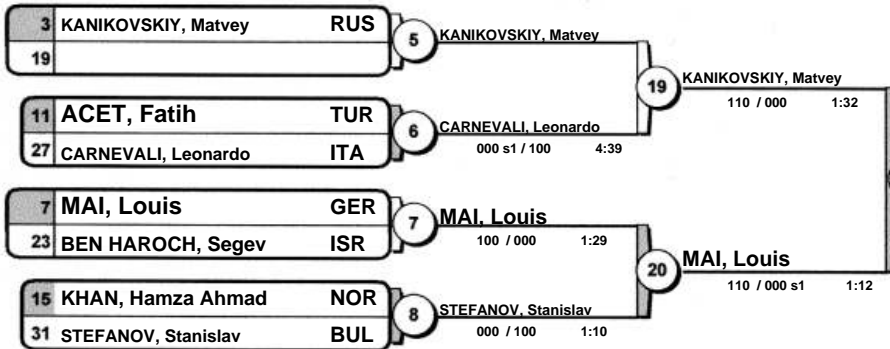 3 KANIKOVSKIY, Matvey RUS
19
5
KANIKOVSKIY, Matvey
11 ACET, Fatih TUR
27 CARNEVALI, Leonardo ITA
6
CARNEVALI, Leonardo
000 s1 / 100 4:39
19
KANIKOVSKIY, Matvey
110 / 000 1:32
7 MAI, Louis GER
23 BEN HAROCH, Segev ISR
7
MAI, Louis
100 / 000 1:29
15 KHAN, Hamza Ahmad NOR
31 STEFANOV, Stanislav BUL
8
STEFANOV, Stanislav
000 / 100 1:10
20
MAI, Louis
110 / 000 s1 1:12